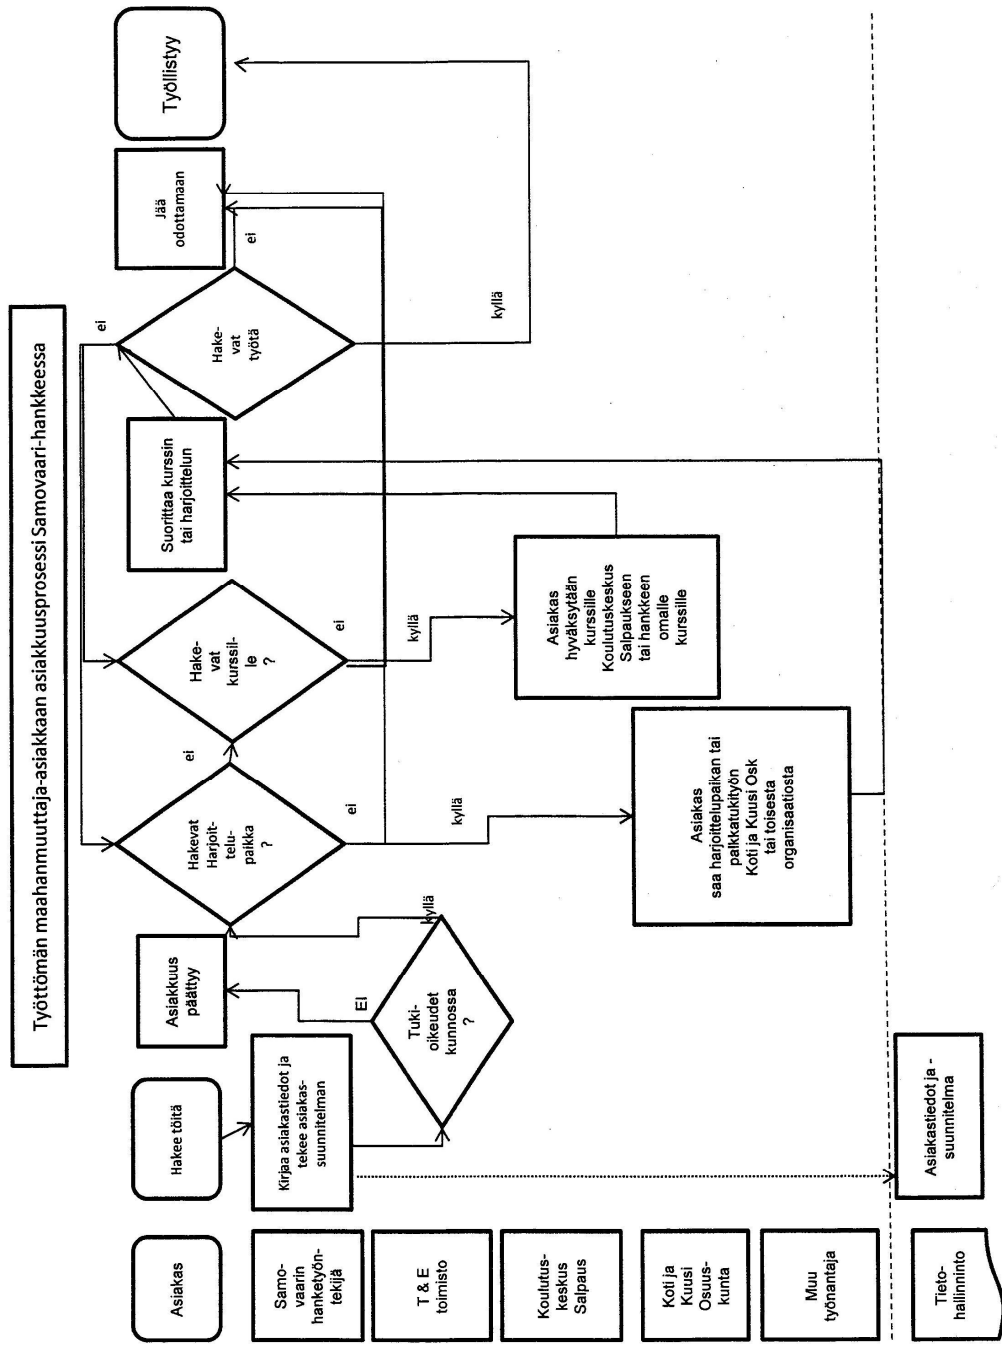 Työttömän maahanmuuttaja-asiakkaan asiakkuusprosessi Samovaari-hankkeessa
Asiakas
Hakee töitä
Asiakkuus
päättyy
Hakevat
Harjoit-
telu-
paikka
?
ei
Hake-
vat
kurssil-
le
?
Suorittaa kurssin
tai harjoittelun
ei
Hake-
vat
työtä
ei
Jää
odottamaan
Työllistyy
Samo-
vaarin
hanketyön-
tekijä
Kirjaa asiakastiedot ja
tekee asiakas-
suunnitelman
EI
kyllä
ei
ei
T & E
toimisto
Tuki-
oikeudet
kunnossa
?
kyllä
kyllä
kyllä
Koulutus-
keskus
Salpaus
Asiakas
hyväksytään
kurssille
Koulutuskeskus
Salpaukseen
tai hankkeen
omalle
kurssille
Koti ja
Kuusi
Osuus-
kunta
Asiakas
saa harjoittelupaikan tai
palkkatukityön
Koti ja Kuusi Osk
tai toisesta
organisaatiosta
Muu
työnantaja
Tieto-
hallinninto
Asiakastiedot ja -
suunnitelma